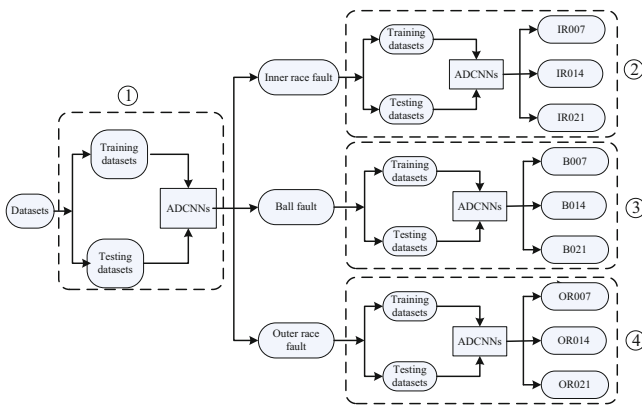 ①
Datasets
Training
datasets
Testing
datasets
ADCNNs
Inner race fault
Ball fault
Outer race
fault
②
Training
datasets
Testing
datasets
ADCNNs
IR007
IR014
IR021
③
Training
datasets
Testing
datasets
ADCNNs
B007
B014
B021
④
Training
datasets
Testing
datasets
ADCNNs
OR007
OR014
OR021